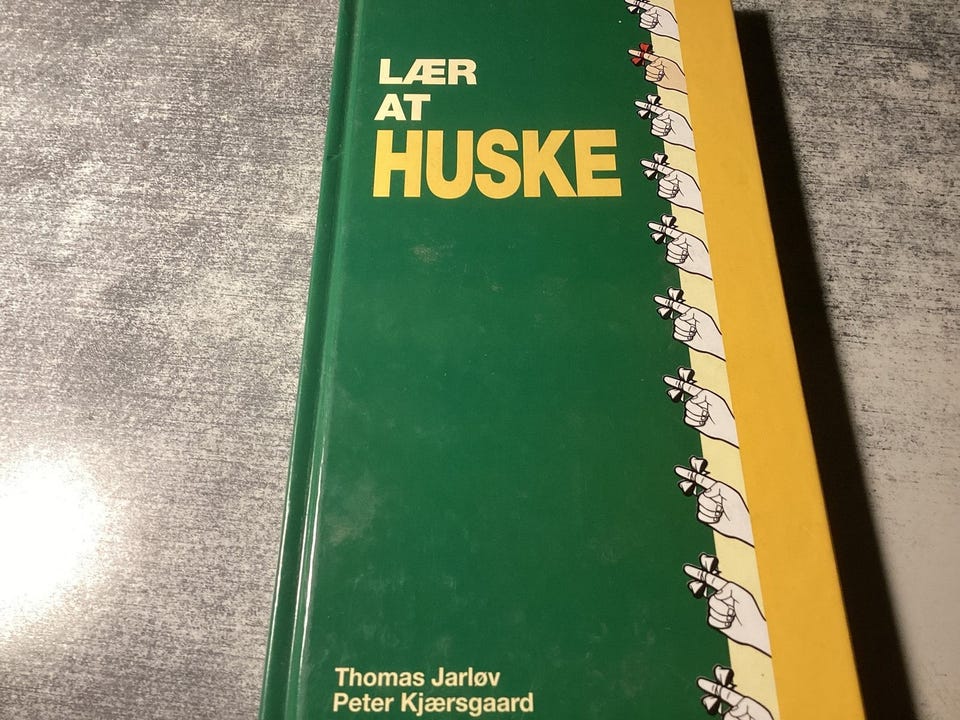 LÆR
AT
HUSKE
Thomas Jarløv
Peter Kjærsgaard